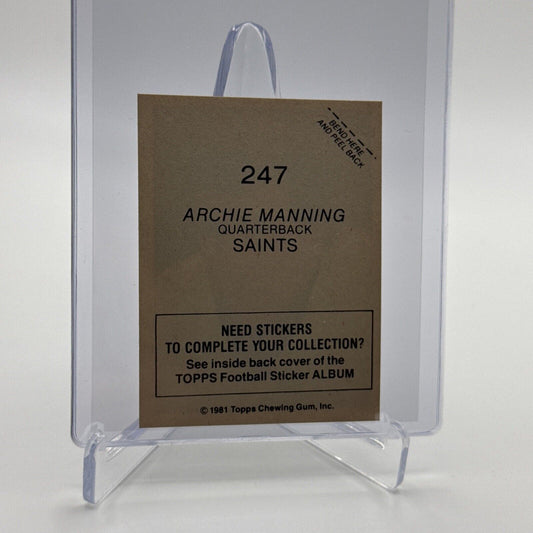 BEND HERE
AND PEEL BACK
247
ARCHIE MANNING
QUARTERBACK
SAINTS
NEED STICKERS
TO COMPLETE YOUR COLLECTION?
See inside back cover of the
TOPPS Football Sticker ALBUM
© 1981 Topps Chewing Gum, Inc.